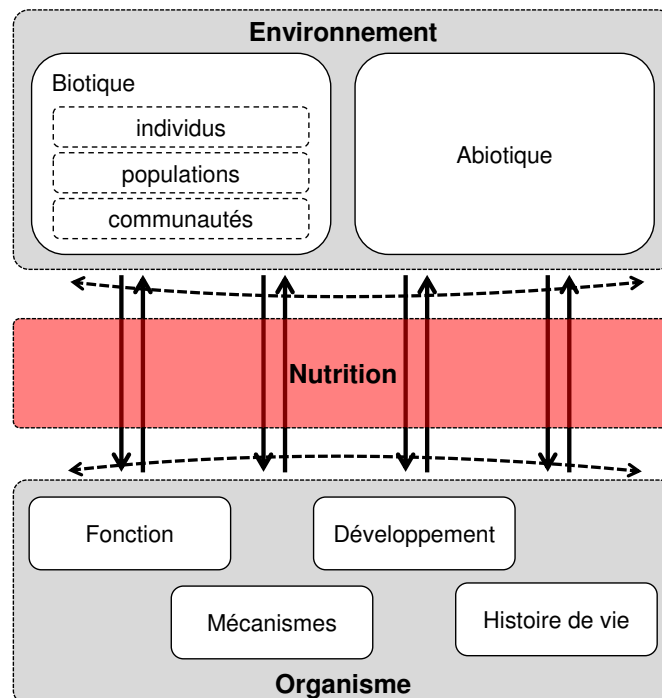 Environnement
Biotique
individus
populations
communautés
Abiotique
Nutrition
Fonction
Développement
Mécanismes
Histoire de vie
Organisme